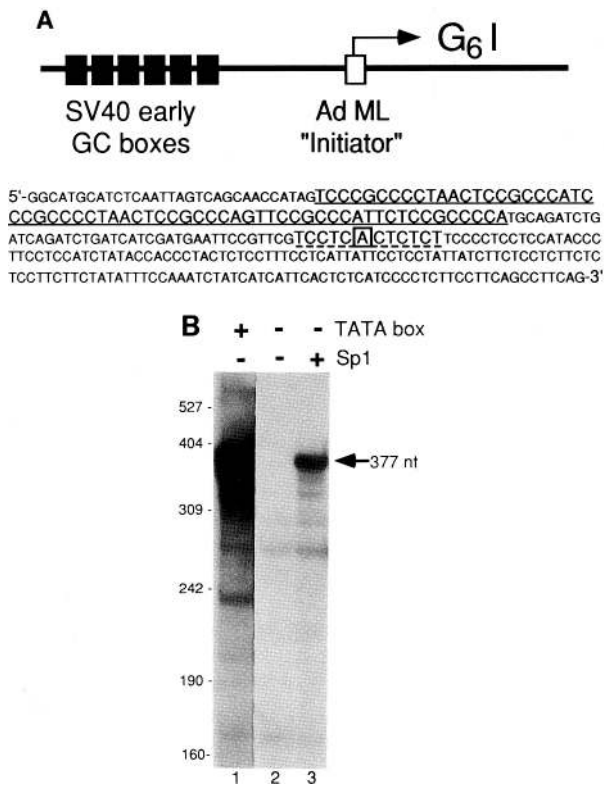 A
G6I
SV40 early
GC boxes
Ad ML
"Initiator"
5'-GGCATGCATCTCAATTAGTCAGCAACCATAGTCCCGCCCCTAACTCCGCCCATC
CCGCCCCTAACTCCGCCCAGTTCCGCCCATTCTCCGCCCCATGCAGATCTG
ATCAGATCTGATCATCGATGAATTCCGTTCGTCCTCACTCTCTTCCCCTCCTCCATACCC
TTCCTCCATCTATACCACCCTACTCTCCTTTCCTCATTATTCCTCCTATTATCTTCTCCTCTTCTC
TCCTTCTTCTATATTTCCAAATCTATCATCATTCACTCTCATCCCCTCTTCCTTCAGCCTTCAG-3'
B
+ - - TATA box
- - + Sp1
527 -
404 -
377 nt
309 -
242 -
190 -
160-
1 2 3